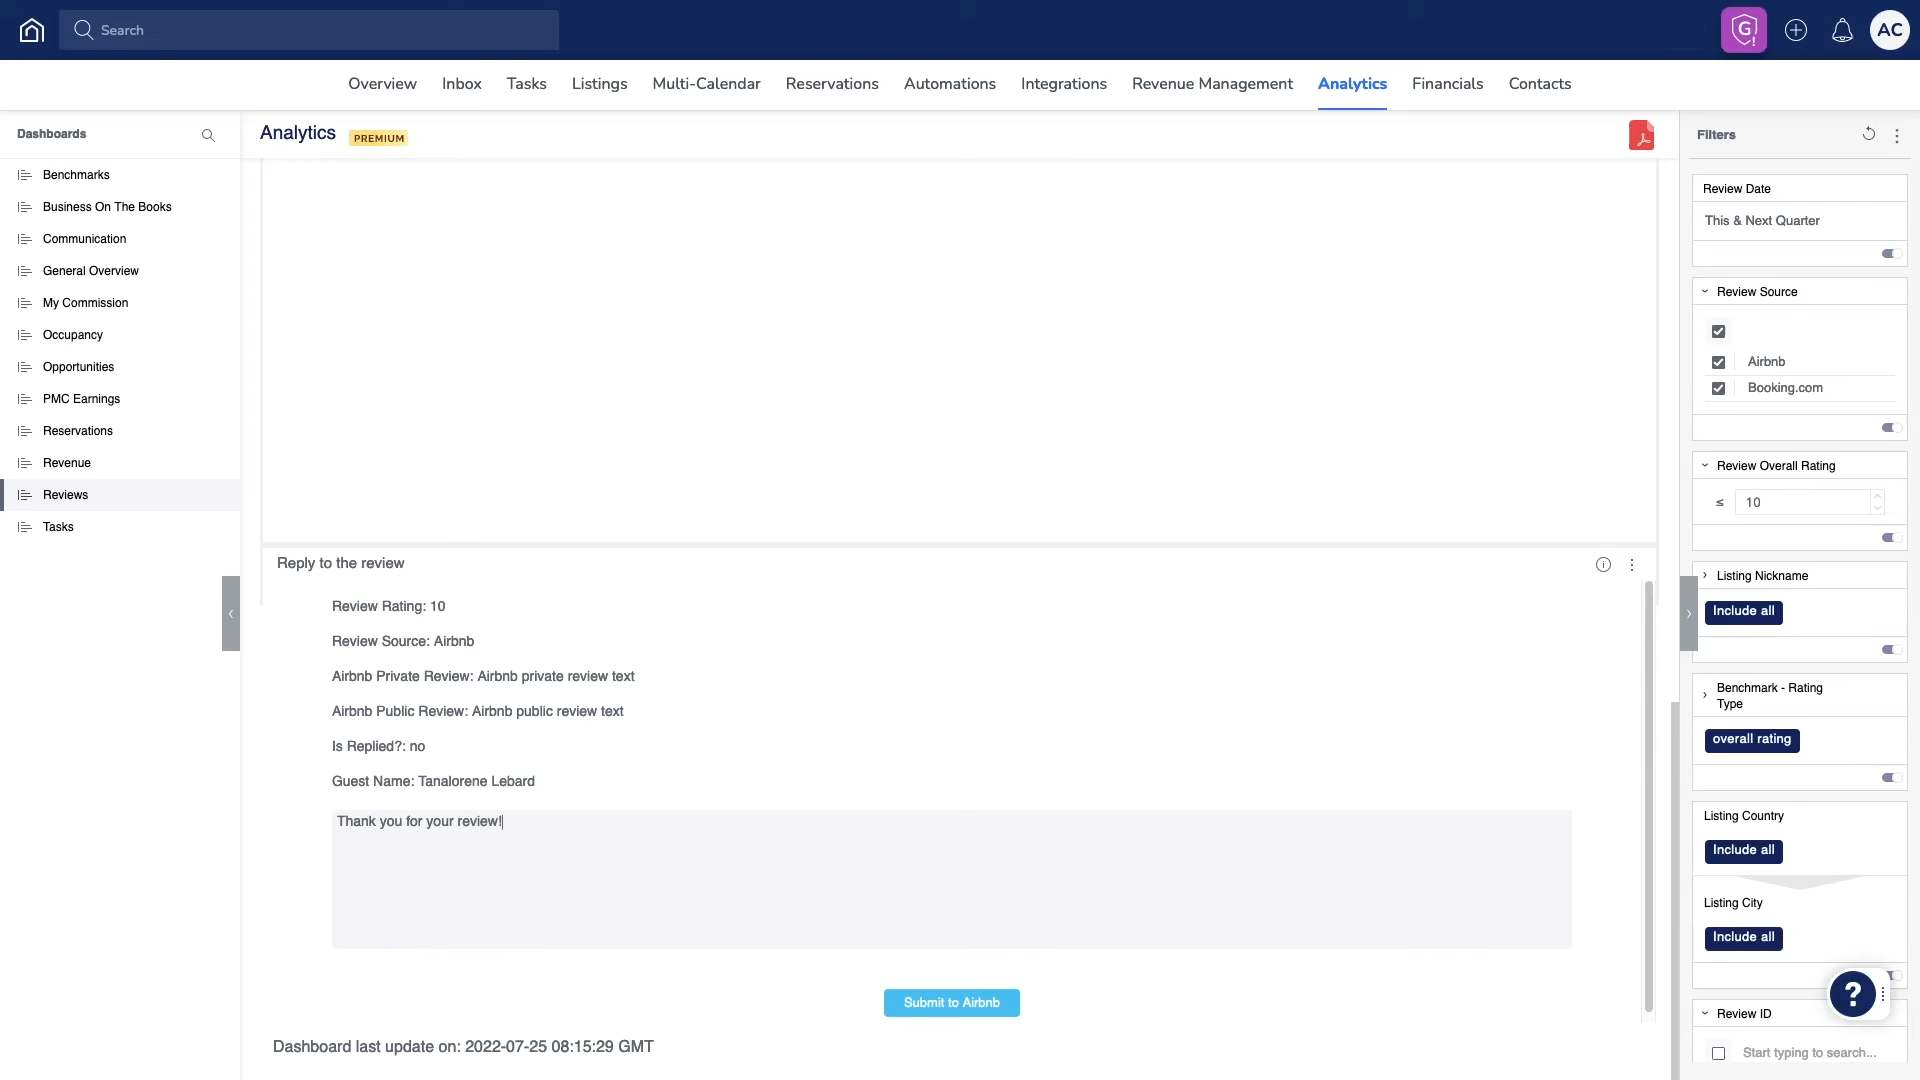 Search
G!
AC
Overview
Inbox
Tasks
Listings
Multi-Calendar
Reservations
Automations
Integrations
Revenue Management
Analytics
Financials
Contacts
Dashboards
Benchmarks
Business On The Books
Communication
General Overview
My Commission
Occupancy
Opportunities
PMC Earnings
Reservations
Revenue
Reviews
Tasks
Analytics PREMIUM
Reply to the review
Review Rating: 10
Review Source: Airbnb
Airbnb Private Review: Airbnb private review text
Airbnb Public Review: Airbnb public review text
Is Replied?: no
Guest Name: Tanalorene Lebard
Thank you for your review!
Submit to Airbnb
Dashboard last update on: 2022-07-25 08:15:29 GMT
Filters
Review Date
This & Next Quarter
Review Source
Airbnb
Booking.com
Review Overall Rating
≤ 10
Listing Nickname
Include all
Benchmark - Rating
Type
overall rating
Listing Country
Include all
Listing City
Include all
?
Review ID
Start typing to search...